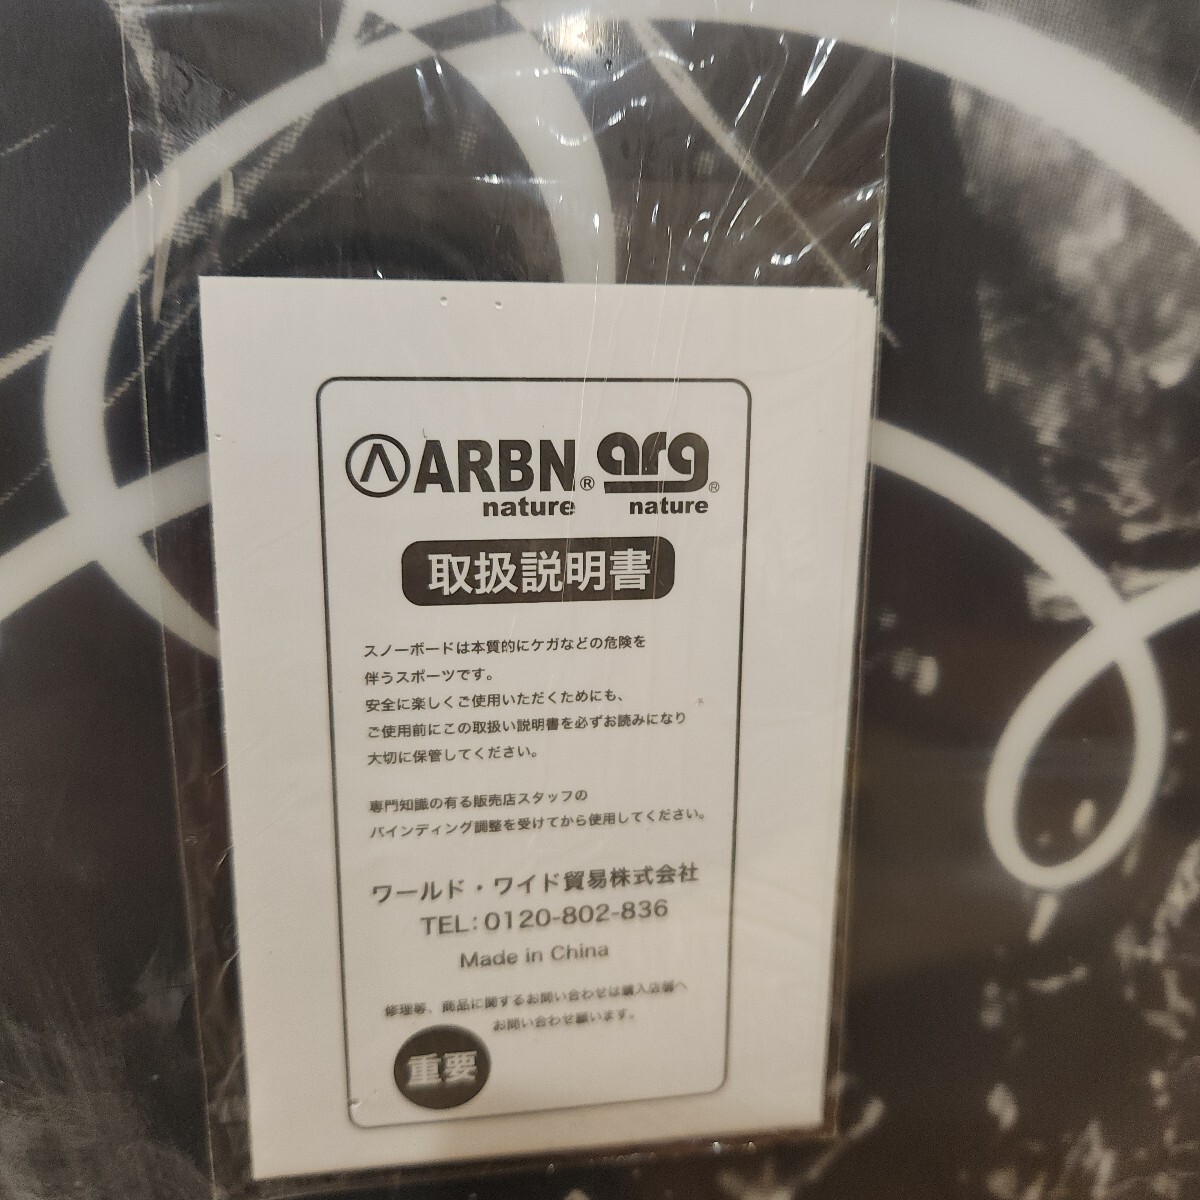 ARBN® arg®
nature nature
取扱説明書
スノーボードは本質的にケガなどの危険を
伴うスポーツです。
安全に楽しくご使用いただくためにも、
ご使用前にこの取扱い説明書を必ずお読みになり
大切に保管してください。
専門知識の有る販売店スタッフの
バインディング調整を受けてから使用してください。
ワールド・ワイド貿易株式会社
TEL:0120-802-836
Made in China
修理等、商品に関するお問い合わせは購入店舗へ
お問い合わせ願います。
重要